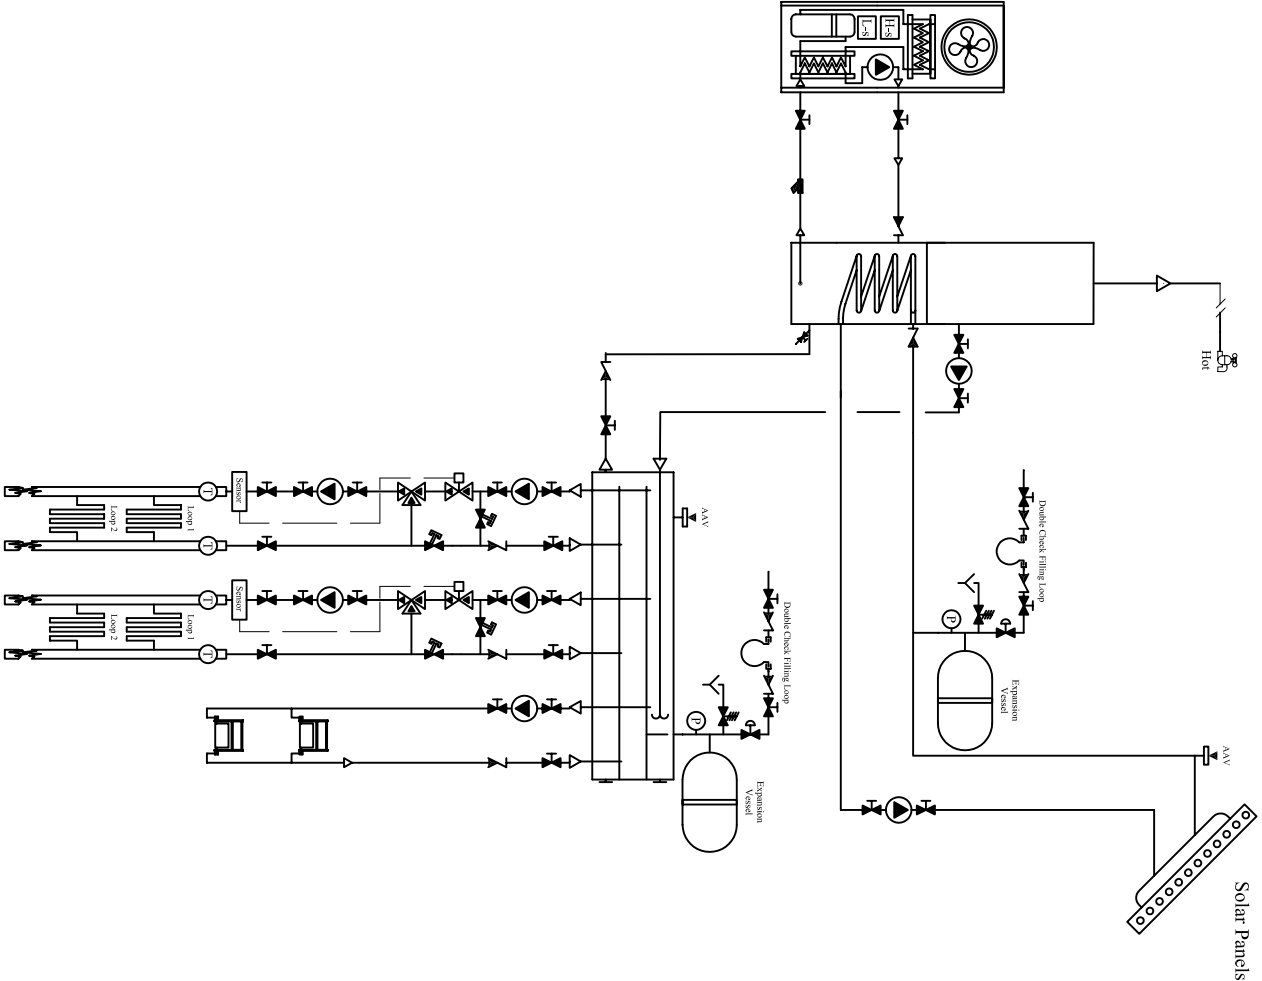 L-s
H-s
Hot
AAV
Double Check Filling Loop
Sensor
T
Loop 2
Loop 1
T
Double Check Filling Loop
P
Expansion
Vessel
Sensor
T
Loop 2
Loop 1
T
P
Expansion
Vessel
AAV
Solar Panels